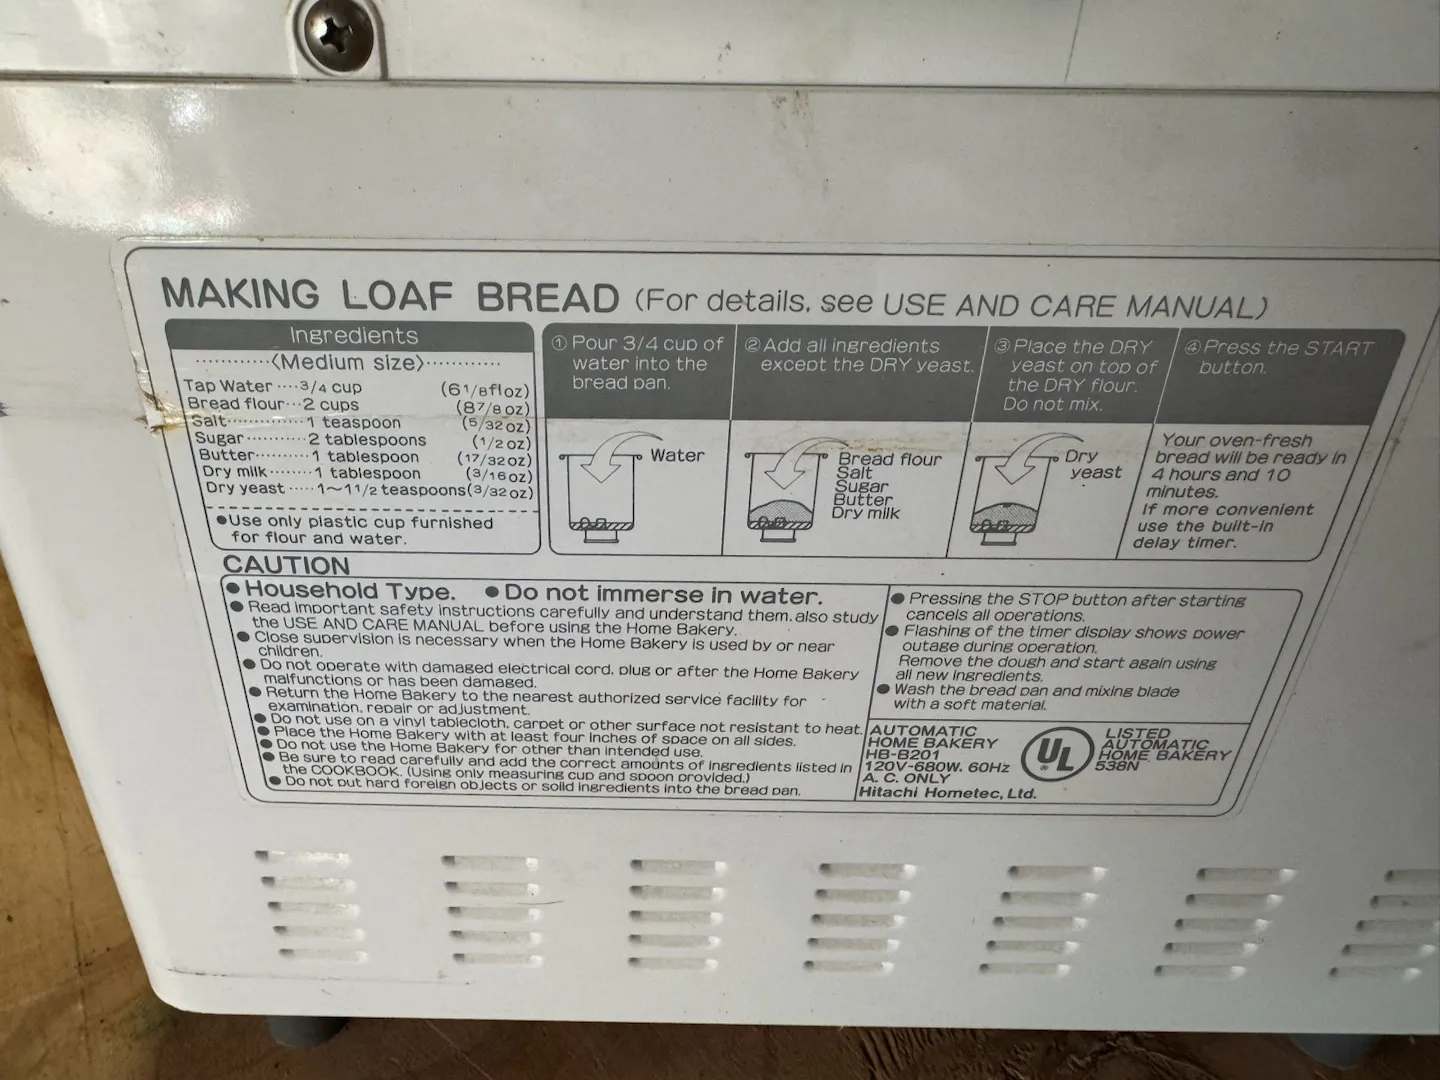 MAKING LOAF BREAD (For details, see USE AND CARE MANUAL)
Ingredients
<Medium size>
Tap Water ····3/4 cup (6 1/8 fl oz)
Bread flour···2 cups (8 7/8 oz)
Salt·············1 teaspoon (5/32 oz)
Sugar··········2 tablespoons (1/2 oz)
Butter··········1 tablespoon (17/32 oz)
Dry milk········1 tablespoon (3/16 oz)
Dry yeast ·····1~1 1/2 teaspoons (3/32 oz)
●Use only plastic cup furnished
for flour and water.
① Pour 3/4 cup of
water into the
bread pan.
Water
② Add all ingredients
except the DRY yeast.
Bread flour
Salt
Sugar
Butter
Dry milk
③ Place the DRY
yeast on top of
the DRY flour.
Do not mix.
Dry
yeast
④ Press the START
button.
Your oven-fresh
bread will be ready in
4 hours and 10
minutes.
If more convenient
use the built-in
delay timer.
CAUTION
● Household Type. ● Do not immerse in water.
● Read Important safety instructions carefully and understand them, also study
the USE AND CARE MANUAL before using the Home Bakery.
● Close supervision is necessary when the Home Bakery is used by or near
children.
● Do not operate with damaged electrical cord, plug or after the Home Bakery
malfunctions or has been damaged.
● Return the Home Bakery to the nearest authorized service facility for
examination, repair or adjustment.
● Do not use on a vinyl tablecloth, carpet or other surface not resistant to heat.
● Place the Home Bakery with at least four inches of space on all sides.
● Do not use the Home Bakery for other than intended use.
● Be sure to read carefully and add the correct amounts of ingredients listed in
the COOKBOOK. (Using only measuring cup and spoon provided.)
● Do not put hard foreign objects or solid ingredients into the bread pan.
● Pressing the STOP button after starting
cancels all operations.
● Flashing of the timer display shows power
outage during operation.
Remove the dough and start again using
all new ingredients.
● Wash the bread pan and mixing blade
with a soft material.
AUTOMATIC
HOME BAKERY
HB-B201
120V-680W. 60Hz
A. C. ONLY
Hitachi Hometec, Ltd.
UL
®
LISTED
AUTOMATIC
HOME BAKERY
538N